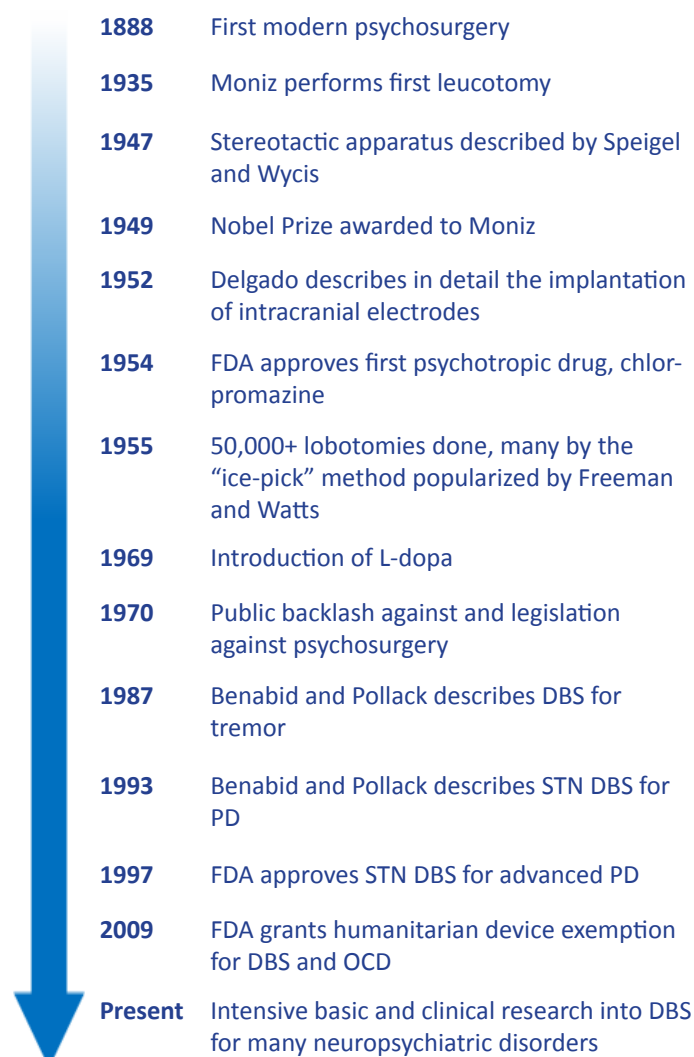 1888 First modern psychosurgery
1935 Moniz performs first leucotomy
1947 Stereotactic apparatus described by Speigel
and Wycis
1949 Nobel Prize awarded to Moniz
1952 Delgado describes in detail the implantation
of intracranial electrodes
1954 FDA approves first psychotropic drug, chlor-
promazine
1955 50,000+ lobotomies done, many by the
“ice-pick” method popularized by Freeman
and Watts
1969 Introduction of L-dopa
1970 Public backlash against and legislation
against psychosurgery
1987 Benabid and Pollack describes DBS for
tremor
1993 Benabid and Pollack describes STN DBS for
PD
1997 FDA approves STN DBS for advanced PD
2009 FDA grants humanitarian device exemption
for DBS and OCD
Present Intensive basic and clinical research into DBS
for many neuropsychiatric disorders